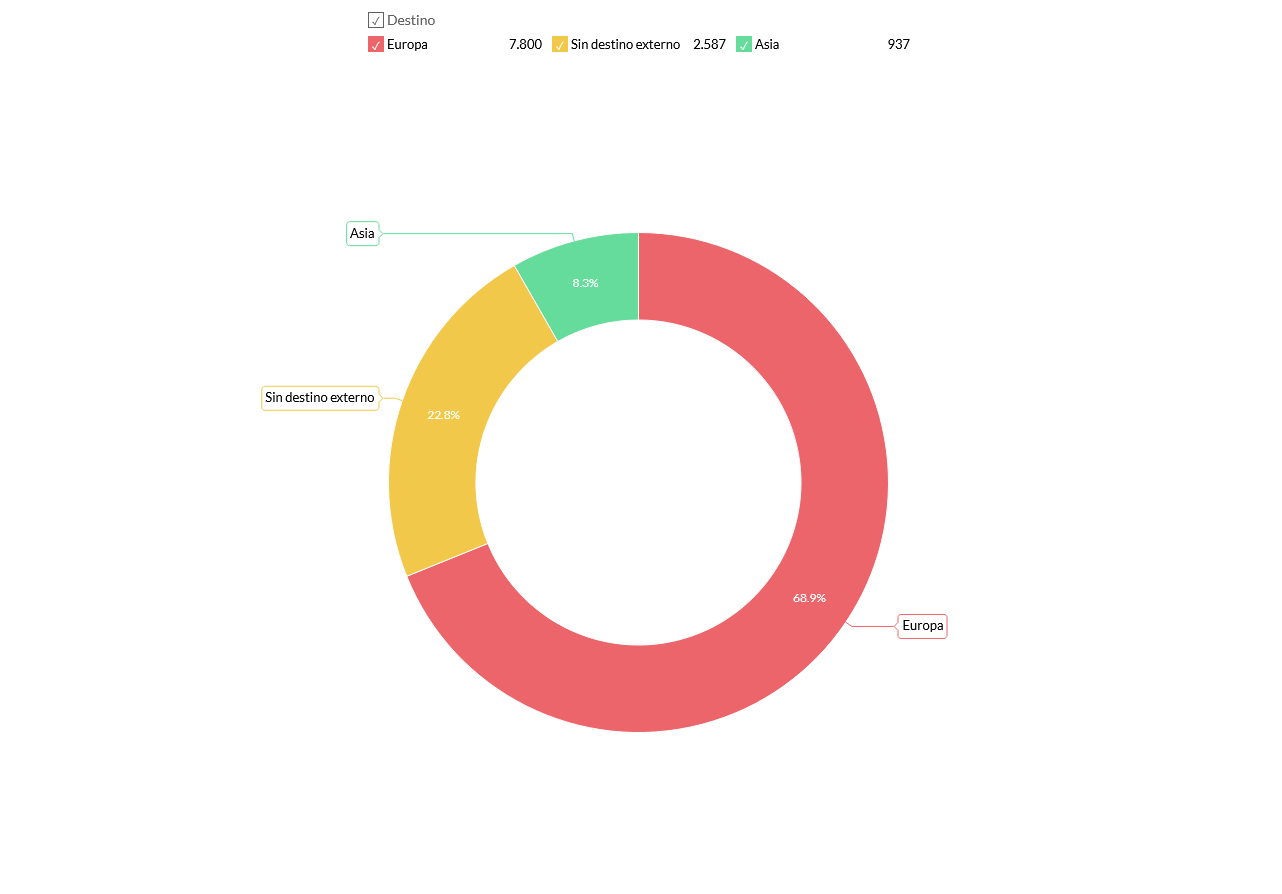 Destino
Europa 7.800 Sin destino externo 2.587 Asia 937
Asia
8.3%
Sin destino externo
22.8%
68.9%
Europa